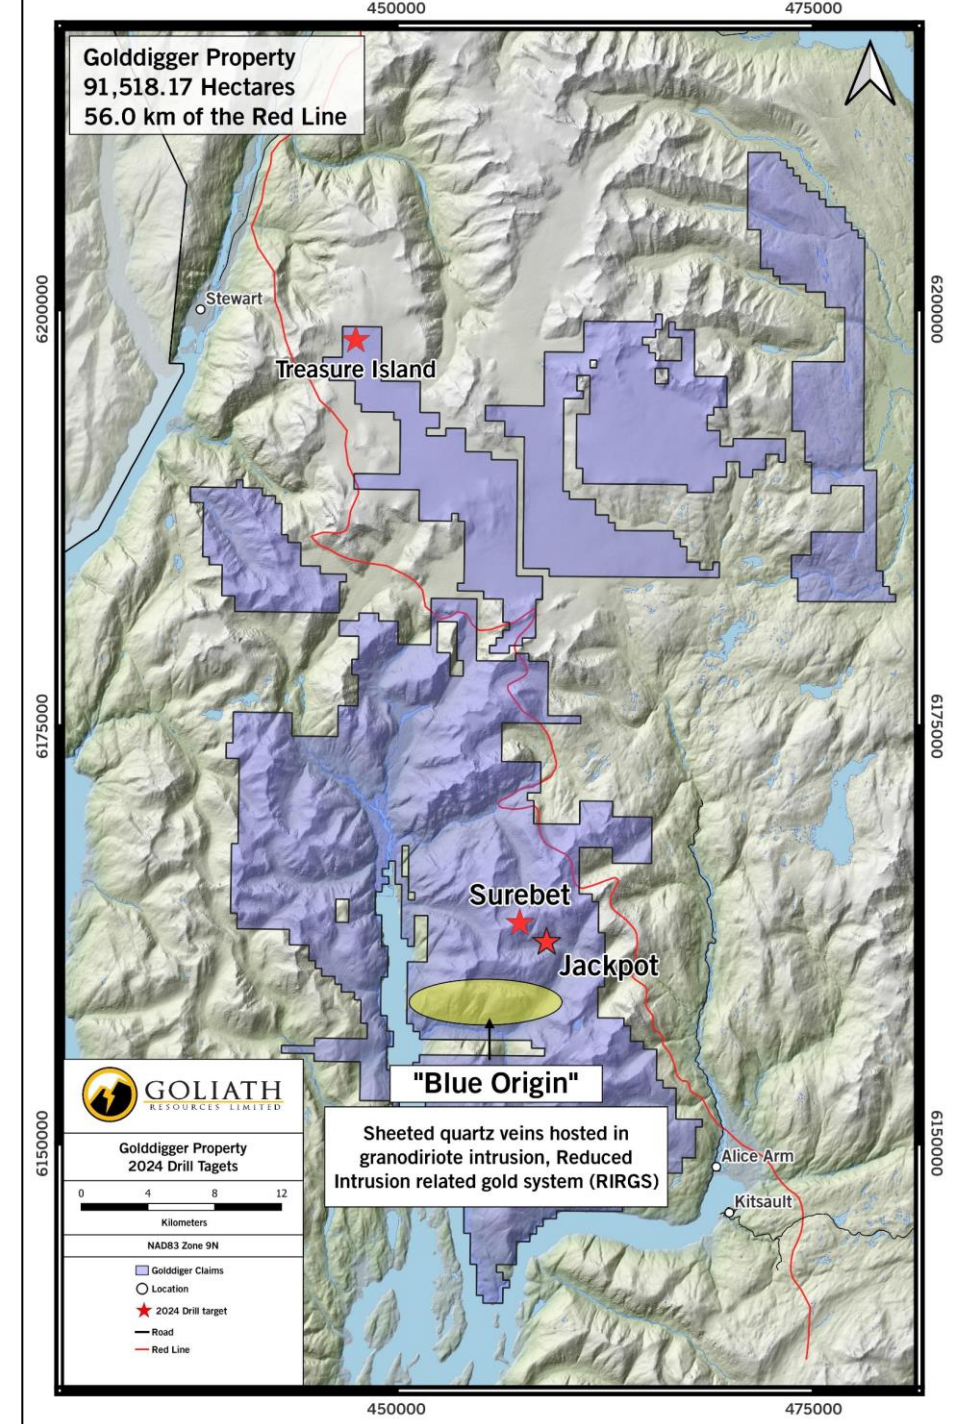 450000
475000
Golddigger Property
91,518.17 Hectares
56.0 km of the Red Line
6200000
6200000
Stewart
Treasure Island
6175000
6175000
Surebet
Jackpot
"Blue Origin"
Sheeted quartz veins hosted in
granodiriote intrusion, Reduced
Intrusion related gold system (RIRGS)
6150000
6150000
Alice Arm
Kitsault
GOLIATH
RESOURCES LIMITED
Golddigger Property
2024 Drill Tagets
0 4 8 12
Kilometers
NAD83 Zone 9N
Golddiger Claims
Location
2024 Drill target
Road
Red Line
450000
475000